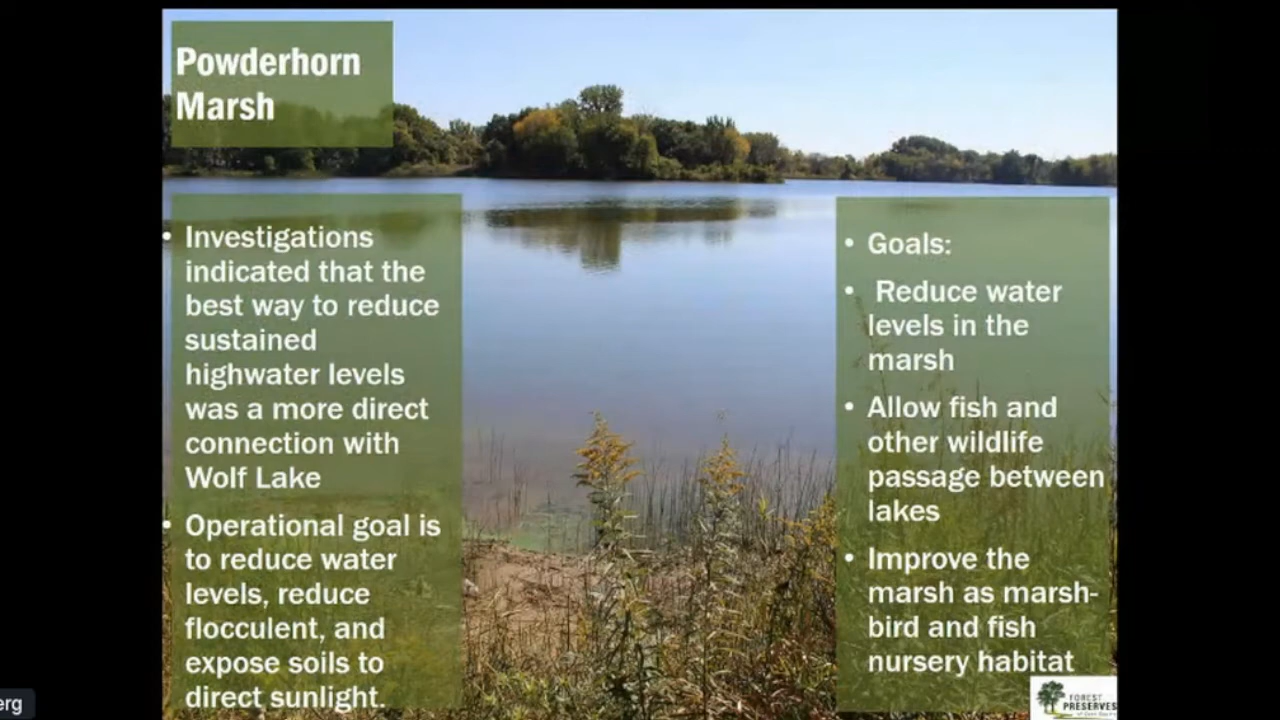 Powderhorn
Marsh
• Investigations
indicated that the
best way to reduce
sustained
highwater levels
was a more direct
connection with
Wolf Lake
• Operational goal is
to reduce water
levels, reduce
flocculent, and
expose soils to
direct sunlight.
• Goals:
• Reduce water
levels in the
marsh
• Allow fish and
other wildlife
passage between
lakes
• Improve the
marsh as marsh-
bird and fish
nursery habitat
FOREST
PRESERVES
erg